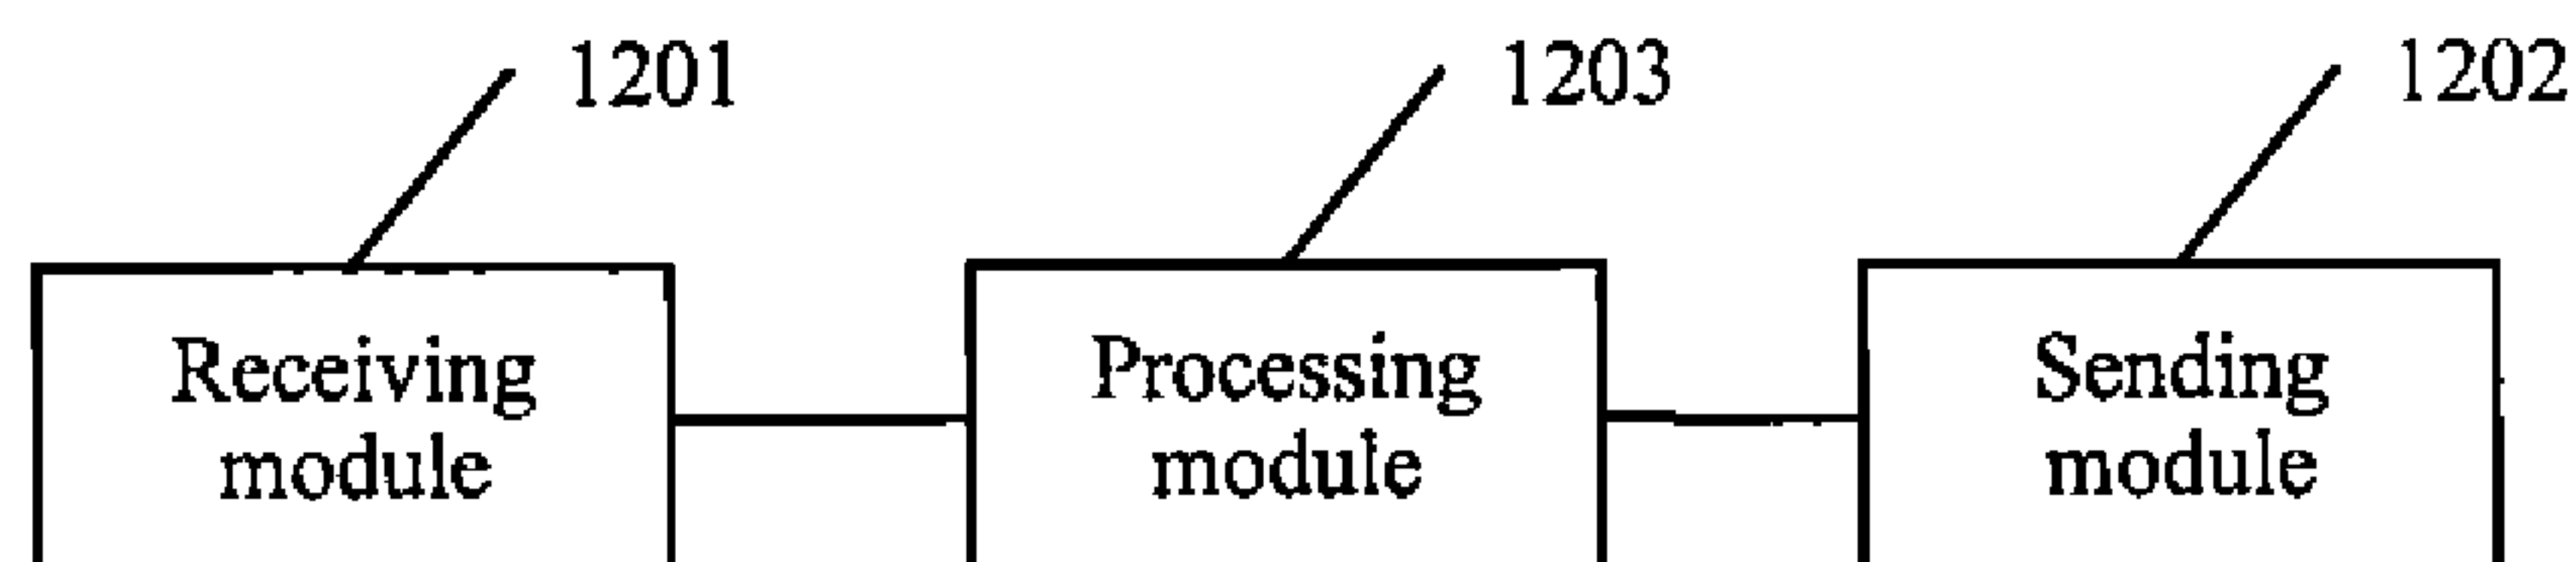 1201
1203
1202
Receiving
module
Processing
module
Sending
module